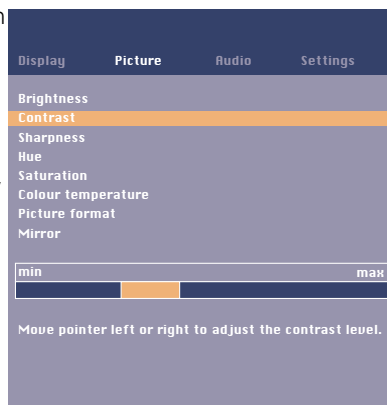 Display Picture Audio Settings
Brightness
Contrast
Sharpness
Hue
Saturation
Colour temperature
Picture format
Mirror
min max
Move pointer left or right to adjust the contrast level.